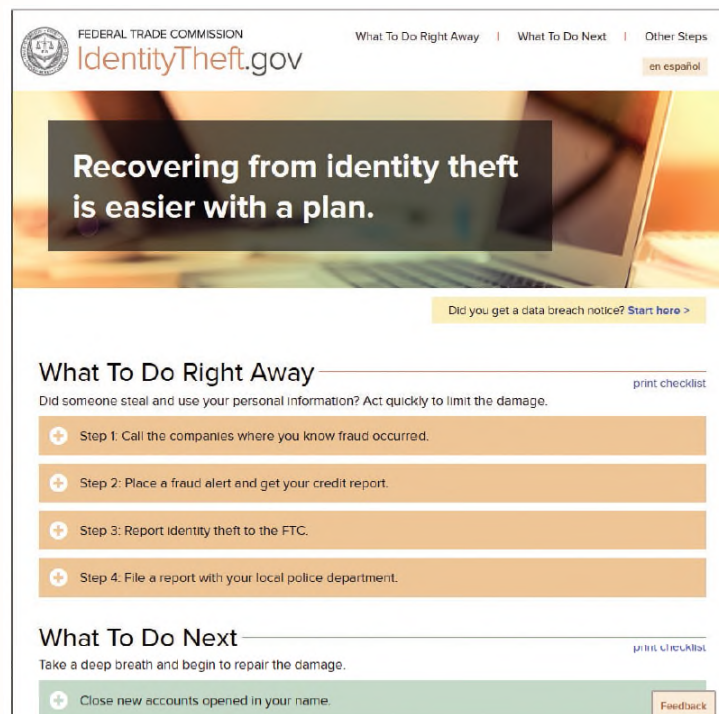 FEDERAL TRADE COMMISSION
IdentityTheft.gov
What To Do Right Away | What To Do Next | Other Steps
en español
Recovering from identity theft
is easier with a plan.
Did you get a data breach notice? Start here >
What To Do Right Away
print checklist
Did someone steal and use your personal information? Act quickly to limit the damage.
Step 1: Call the companies where you know fraud occurred.
Step 2: Place a fraud alert and get your credit report.
Step 3: Report identity theft to the FTC.
Step 4: File a report with your local police department.
What To Do Next
print checklist
Take a deep breath and begin to repair the damage.
Close new accounts opened in your name.
Feedback